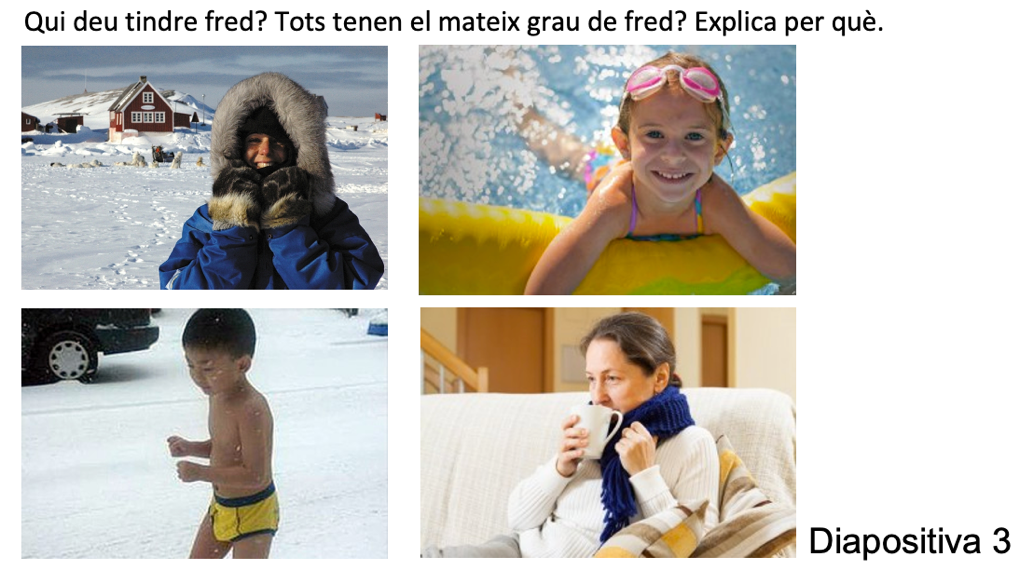 Qui deu tindre fred? Tots tenen el mateix grau de fred? Explica per què.
Diapositiva 3